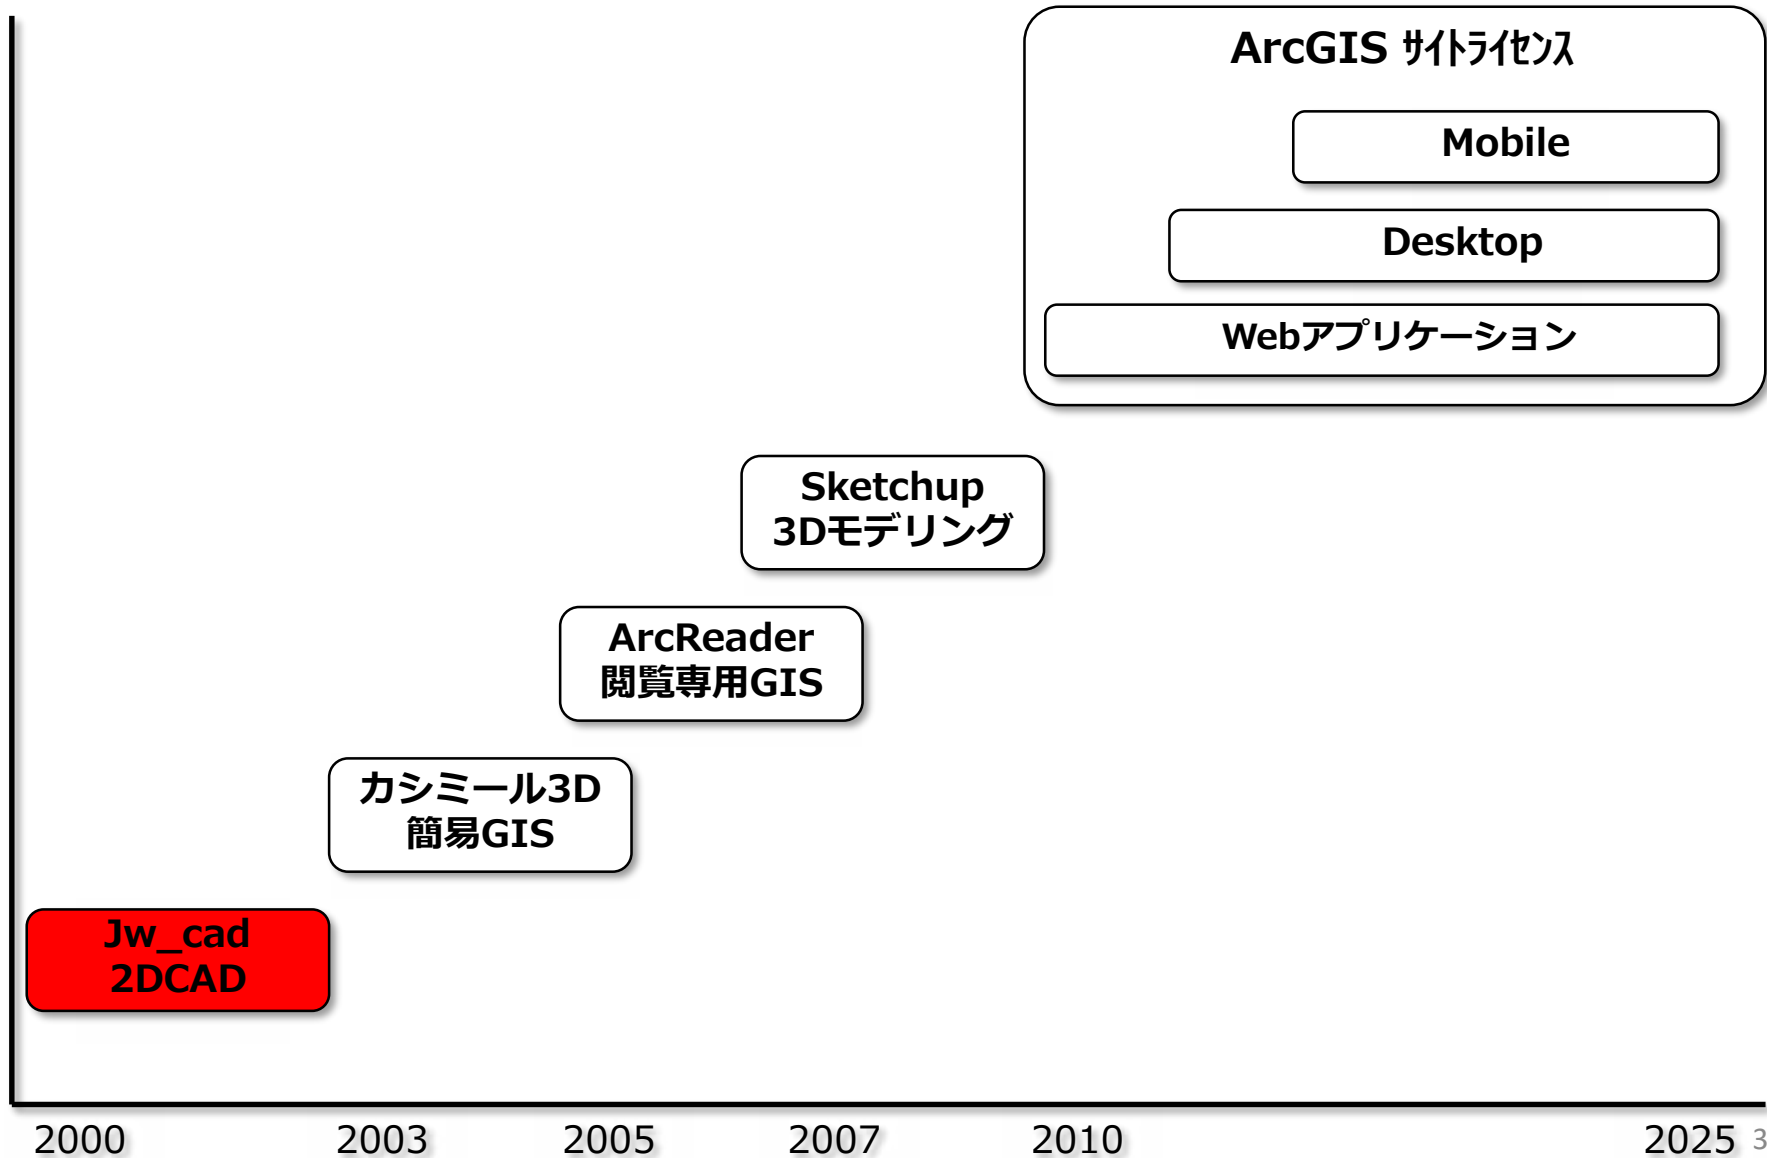 ArcGIS ｻｲﾄﾗｲｾﾝｽ
Mobile
Desktop
Webアプリケーション
Sketchup
3Dモデリング
ArcReader
閲覧専用GIS
カシミール3D
簡易GIS
Jw_cad
2DCAD
2000 2003 2005 2007 2010 2025 3